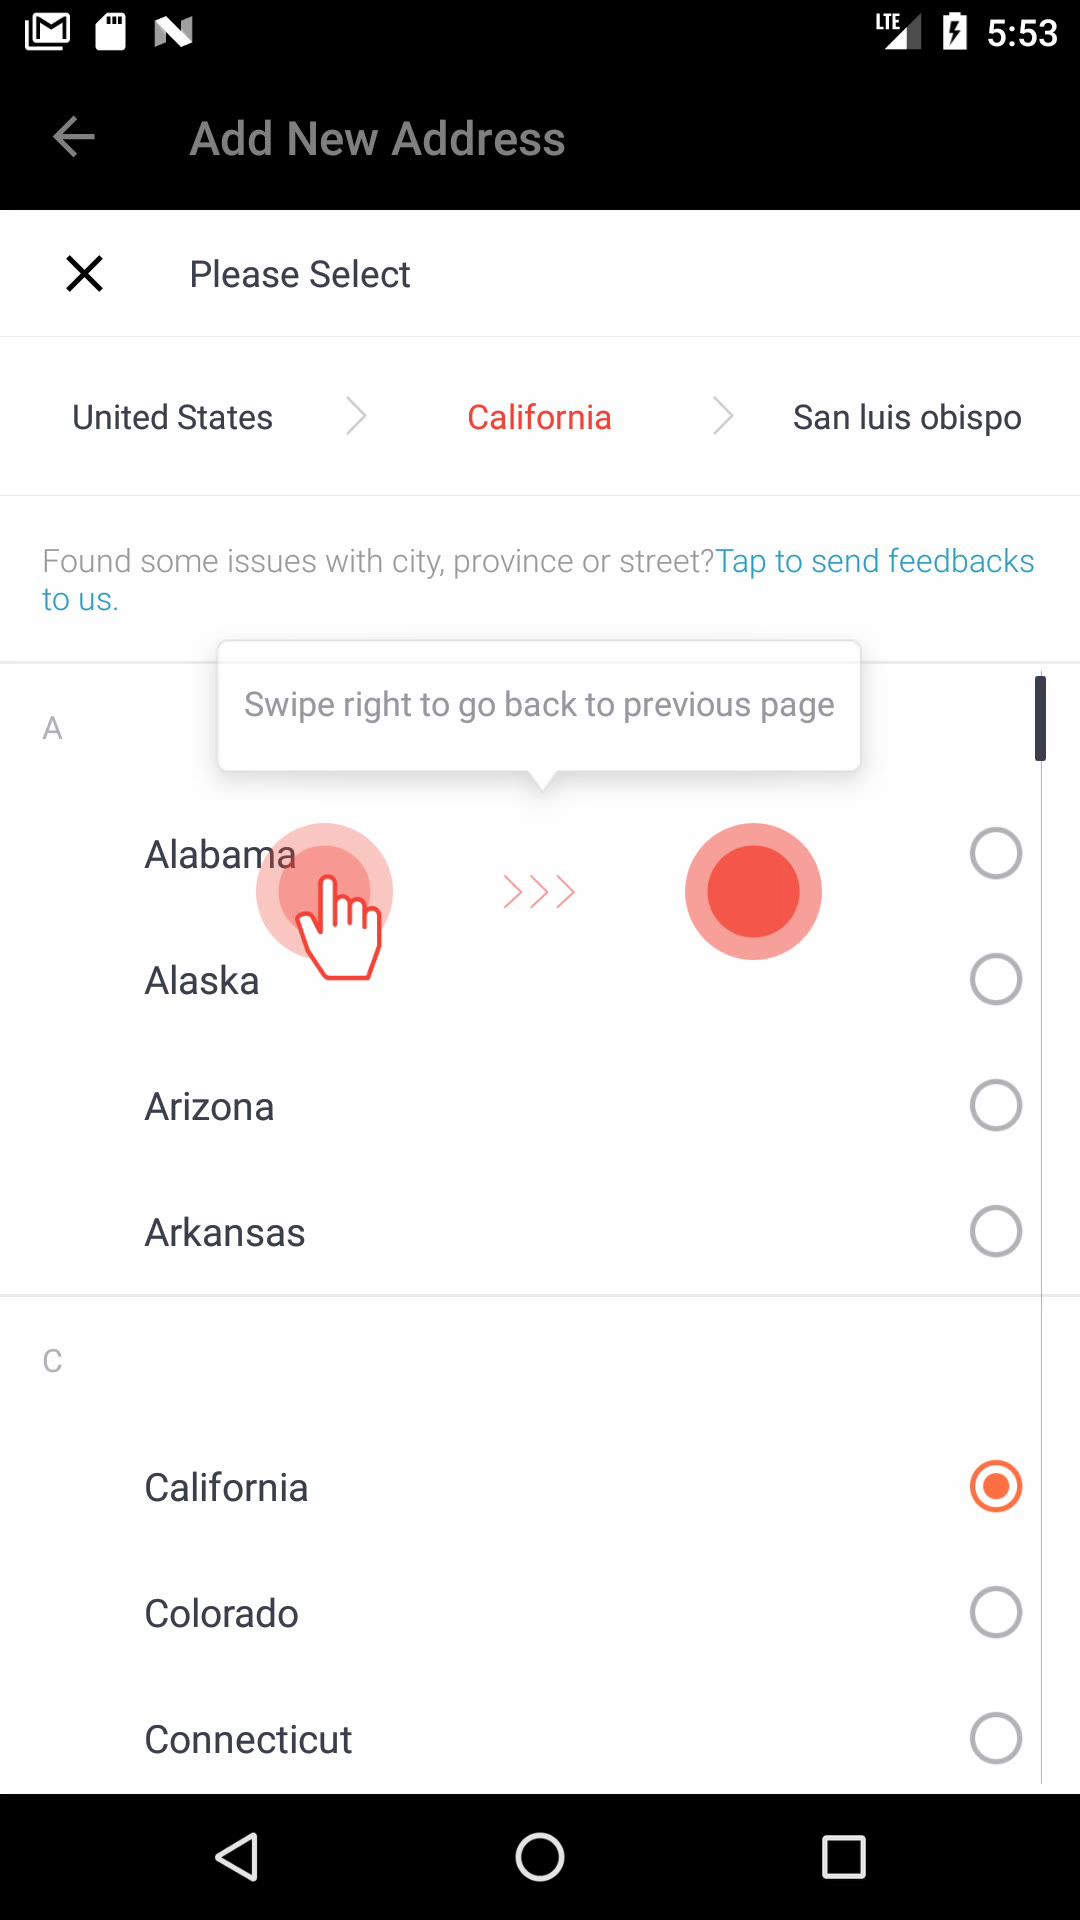 LTE 5:53
Add New Address
Please Select
United States California San luis obispo
Found some issues with city, province or street?Tap to send feedbacks
to us.
Swipe right to go back to previous page
A
Alabama
Alaska
Arizona
Arkansas
C
California
Colorado
Connecticut